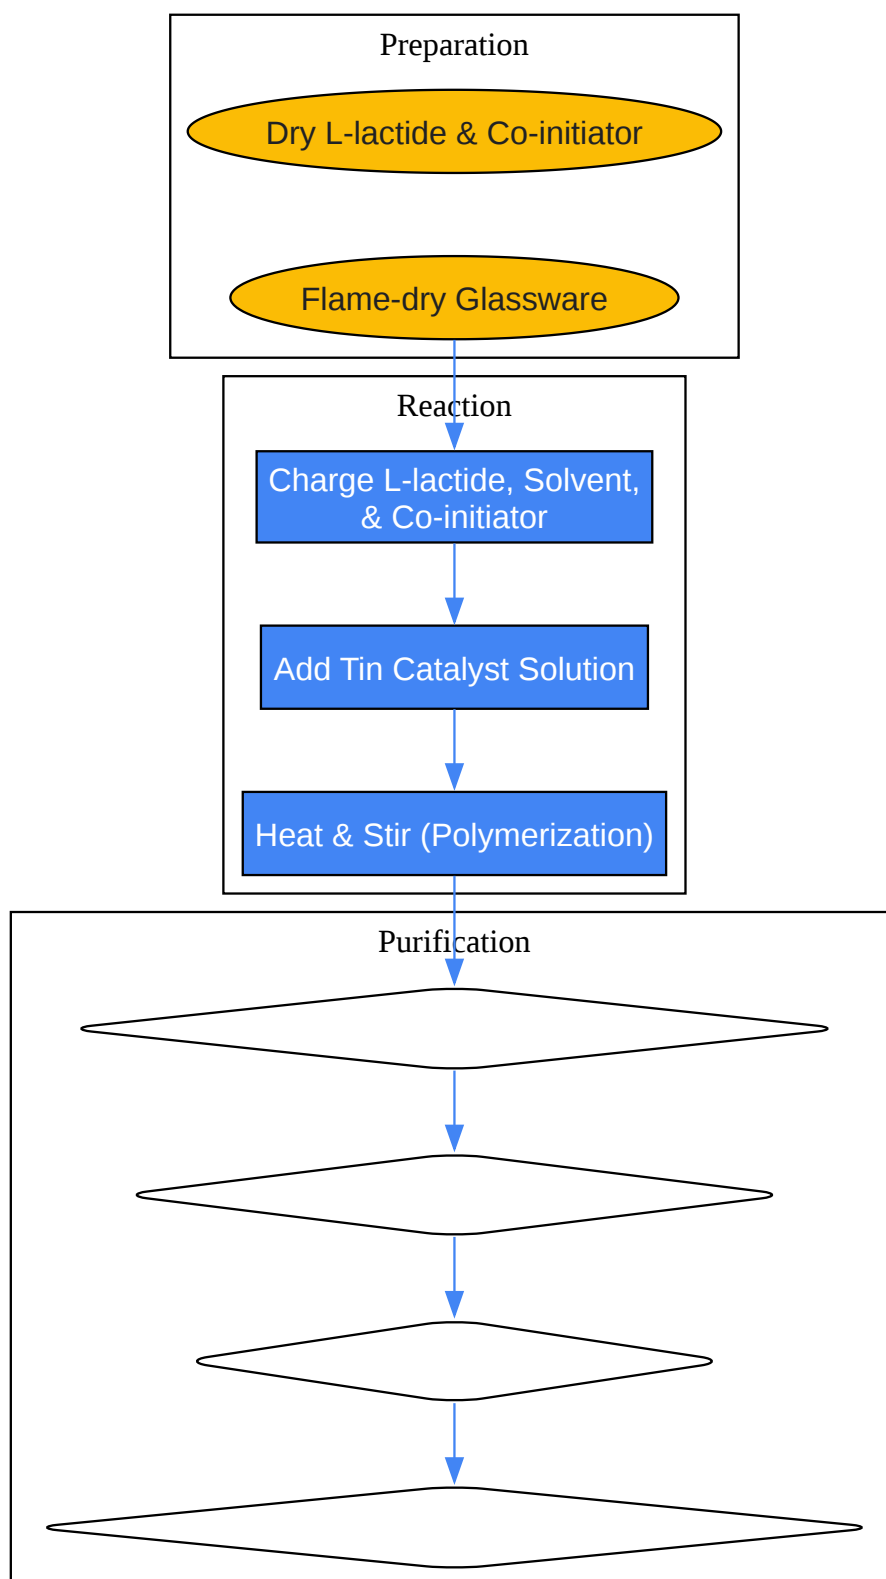 Preparation
Dry L-lactide & Co-initiator
Flame-dry Glassware
Reaction
Charge L-lactide, Solvent,
& Co-initiator
Add Tin Catalyst Solution
Heat & Stir (Polymerization)
Purification